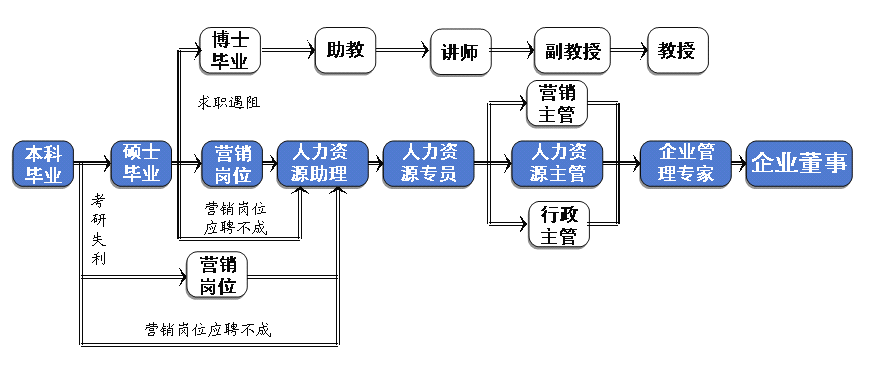 博士
毕业
助教
讲师
副教授
教授
求职遇阻
营销
主管
本科
毕业
硕士
毕业
营销
岗位
人力资
源助理
人力资
源专员
人力资
源主管
企业管
理专家
企业董事
考
研
失
利
营销岗位
应聘不成
行政
主管
营销
岗位
营销岗位应聘不成